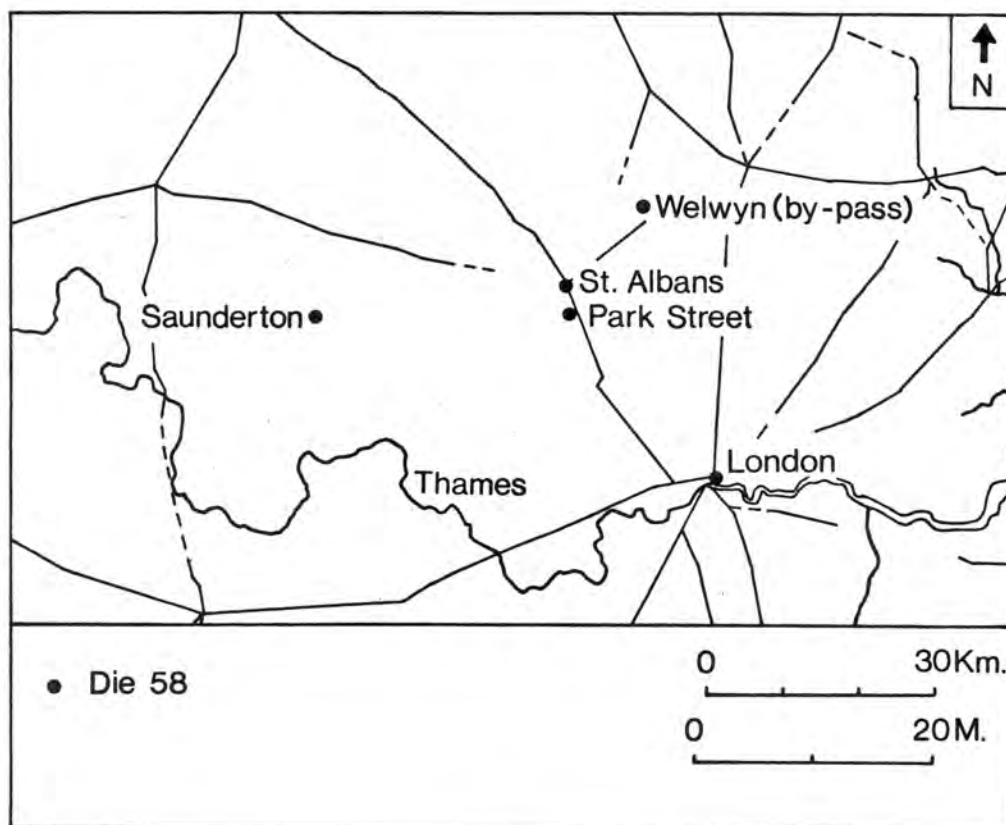 N
Welwyn (by-pass)
St. Albans
Saunderton
Park Street
London
Thames
Die 58
0 30Km.
0 20M.